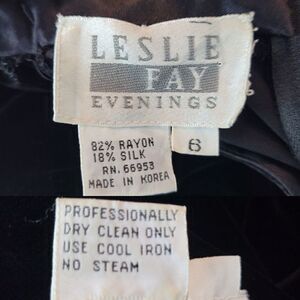 LESLIE
FAY
EVENINGS
82% RAYON
18% SILK
RN. 66953
MADE IN KOREA
6
PROFESSIONALLY
DRY CLEAN ONLY
USE COOL IRON
NO STEAM